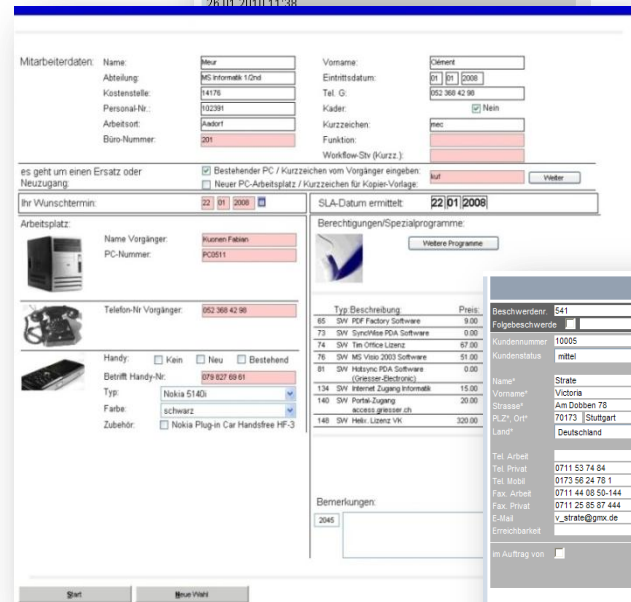 26.01.2010 11:38
Mitarbeiterdaten: Name: Meur Vorname: Clément
Abteilung: MS Informatik 1/2nd Eintrittsdatum: 01 01 2008
Kostenstelle: 14176 Tel. G: 052 368 42 98
Personal-Nr.: 102391 Kader: Nein
Arbeitsort: Aadorf Kurzzeichen: mec
Büro-Nummer: 201 Funktion:
Workflow-Stv (Kurzz.):
es geht um einen Ersatz oder Neuzugang:
Bestehender PC / Kurzzeichen vom Vorgänger eingeben: kuf Weiter
Neuer PC-Arbeitsplatz / Kurzzeichen für Kopier-Vorlage:
Ihr Wunschtermin: 22 01 2008 SLA-Datum ermittelt: 22 01 2008
Arbeitsplatz: Berechtigungen/Spezialprogramme:
Name Vorgänger: Kuonen Fabian Weitere Programme
PC-Nummer: PC0511
Telefon-Nr Vorgänger: 052 368 42 98
Handy: Kein Neu Bestehend
Betrifft Handy-Nr: 079 827 69 61
Typ: Nokia 5140i
Farbe: schwarz
Zubehör: Nokia Plug-in Car Handsfree HF-3
Typ: Beschreibung: Preis:
65 SW PDF Factory Software 9.00
73 SW SyncWise PDA Software 0.00
74 SW Tim Office Lizenz 67.00
76 SW MS Visio 2003 Software 51.00
81 SW Hotsync PDA Software 0.00
(Griesser-Electronic)
134 SW Internet Zugang Informatik 15.00
140 SW Portal-Zugang 20.00
access.griesser.ch
148 SW Helix. Lizenz VK 320.00
Bemerkungen:
2045
Start Neue Wahl
Beschwerdenr. 541
Folgebeschwerde
Kundennummer 10005
Kundenstatus mittel
Name* Strate
Vorname* Victoria
Strasse* Am Dobben 78
PLZ*, Ort* 70173 Stuttgart
Land* Deutschland
Tel. Arbeit
Tel. Privat 0711 53 74 84
Tel. Mobil 0173 56 24 78 1
Fax. Arbeit 0711 44 08 50-144
Fax. Privat 0711 25 85 87 444
E-Mail v_strate@gmx.de
Erreichbarkeit
im Auftrag von